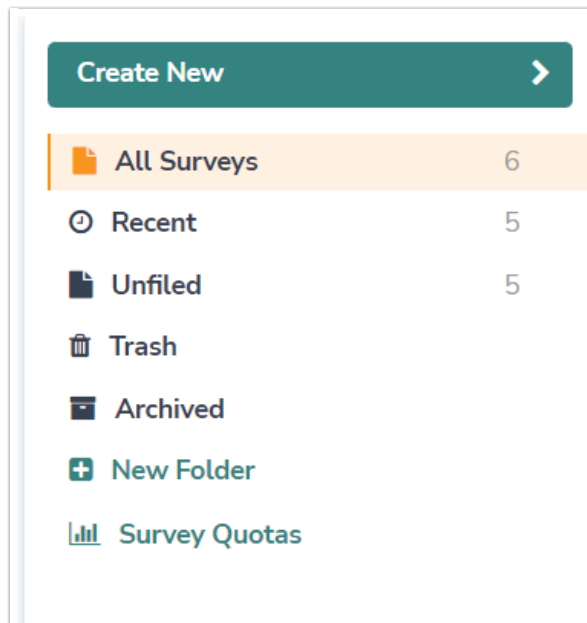 Create New
All Surveys 6
Recent 5
Unfiled 5
Trash
Archived
New Folder
Survey Quotas